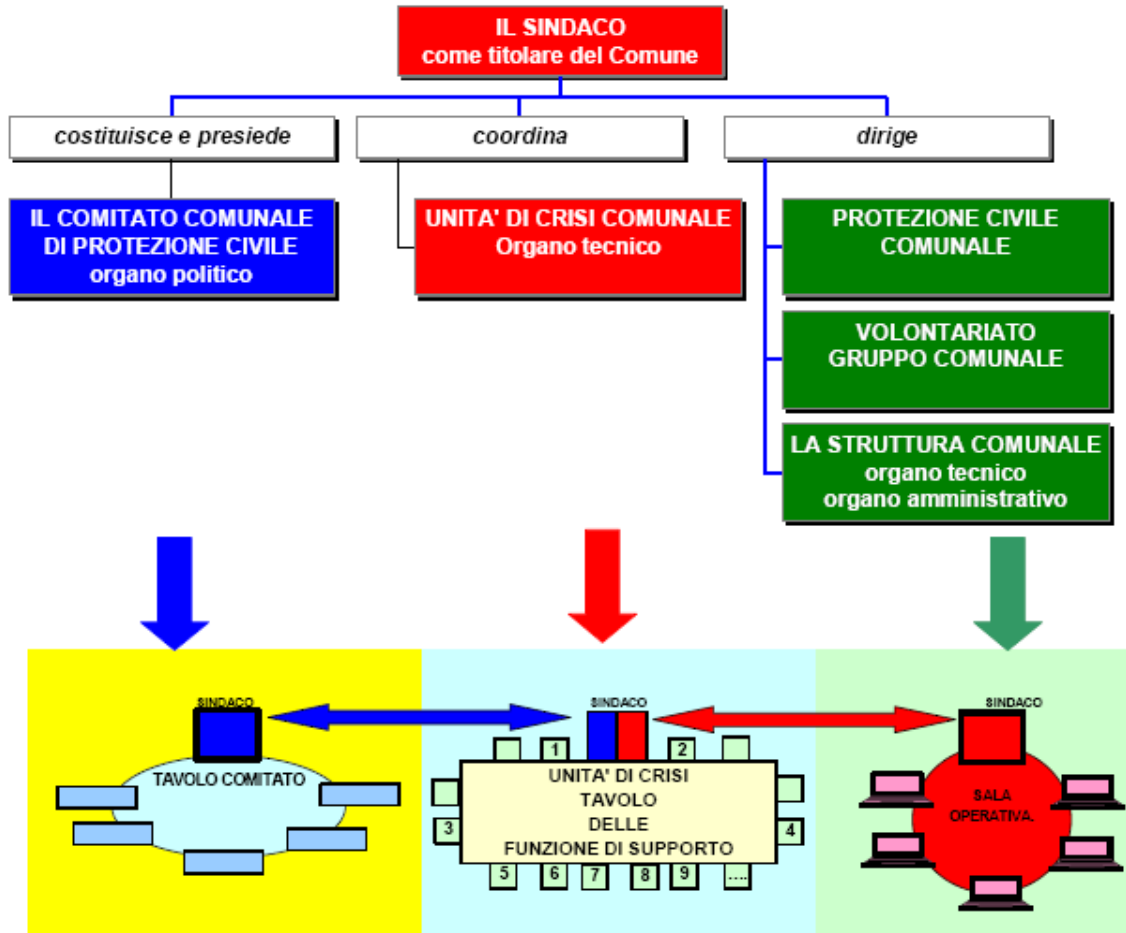 IL SINDACO
come titolare del Comune
costituisce e presiede
coordina
dirige
IL COMITATO COMUNALE
DI PROTEZIONE CIVILE
organo politico
UNITA' DI CRISI COMUNALE
Organo tecnico
PROTEZIONE CIVILE
COMUNALE
VOLONTARIATO
GRUPPO COMUNALE
LA STRUTTURA COMUNALE
organo tecnico
organo amministrativo
SINDACO
TAVOLO COMITATO
SINDACO
1
2
UNITA' DI CRISI
TAVOLO
DELLE
FUNZIONE DI SUPPORTO
3
4
5
6
7
8
9
....
SINDACO
SALA
OPERATIVA.